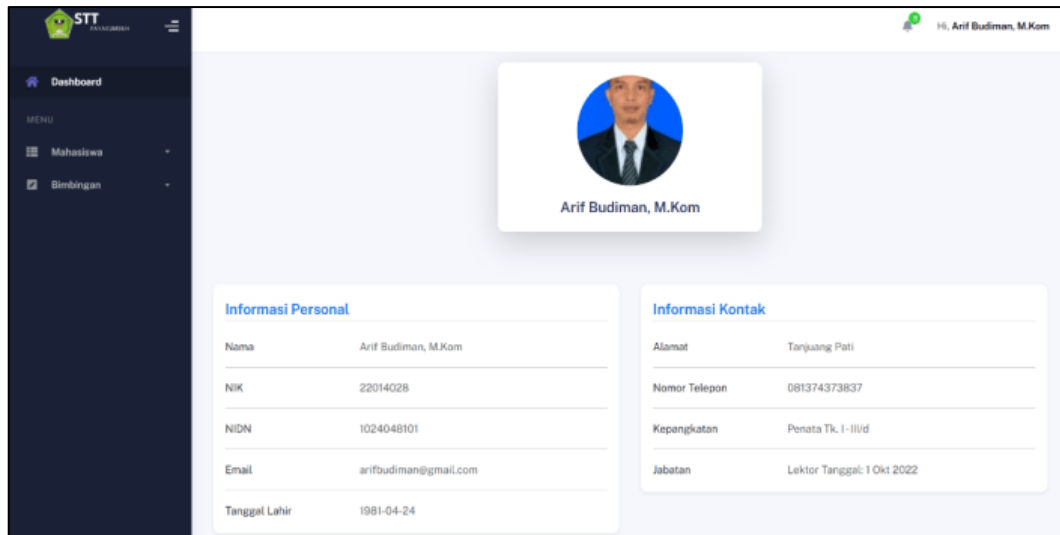 STT
PAYAKUMBUH
Hi, Arif Budiman, M.Kom
Dashboard
MENU
Mahasiswa
Bimbingan
Arif Budiman, M.Kom
Informasi Personal
Nama Arif Budiman, M.Kom
NIK 22014028
NIDN 1024048101
Email arifbudiman@gmail.com
Tanggal Lahir 1981-04-24
Informasi Kontak
Alamat Tanjuang Pati
Nomor Telepon 081374373837
Kepangkatan Penata Tk. I - III/d
Jabatan Lektor Tanggal: 1 Okt 2022